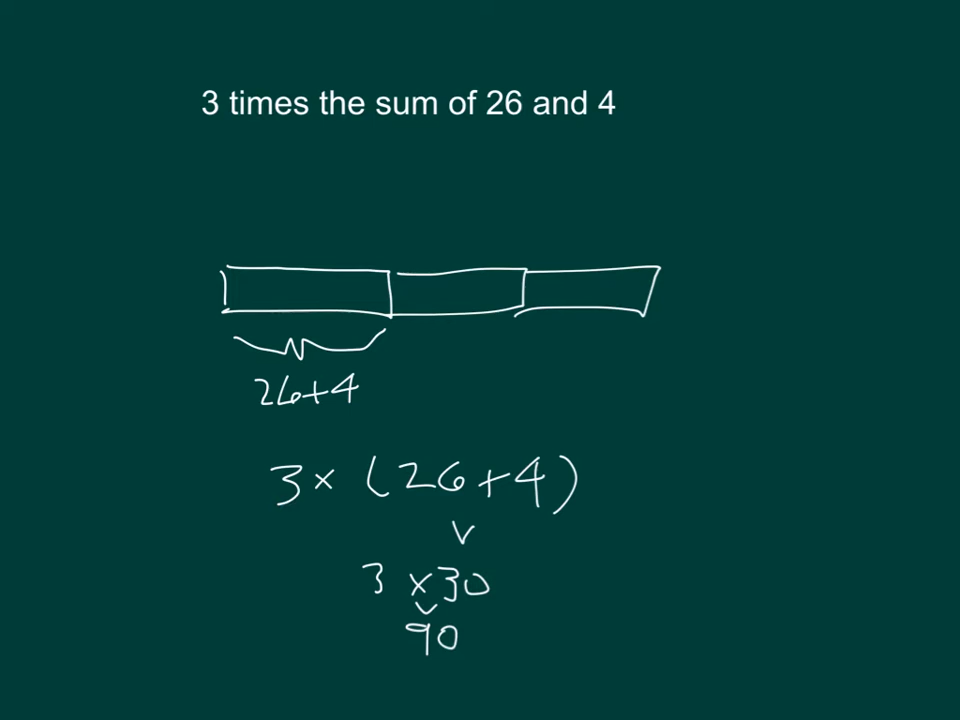 3 times the sum of 26 and 4
26+4
3× (26+4)
3 ×30
90